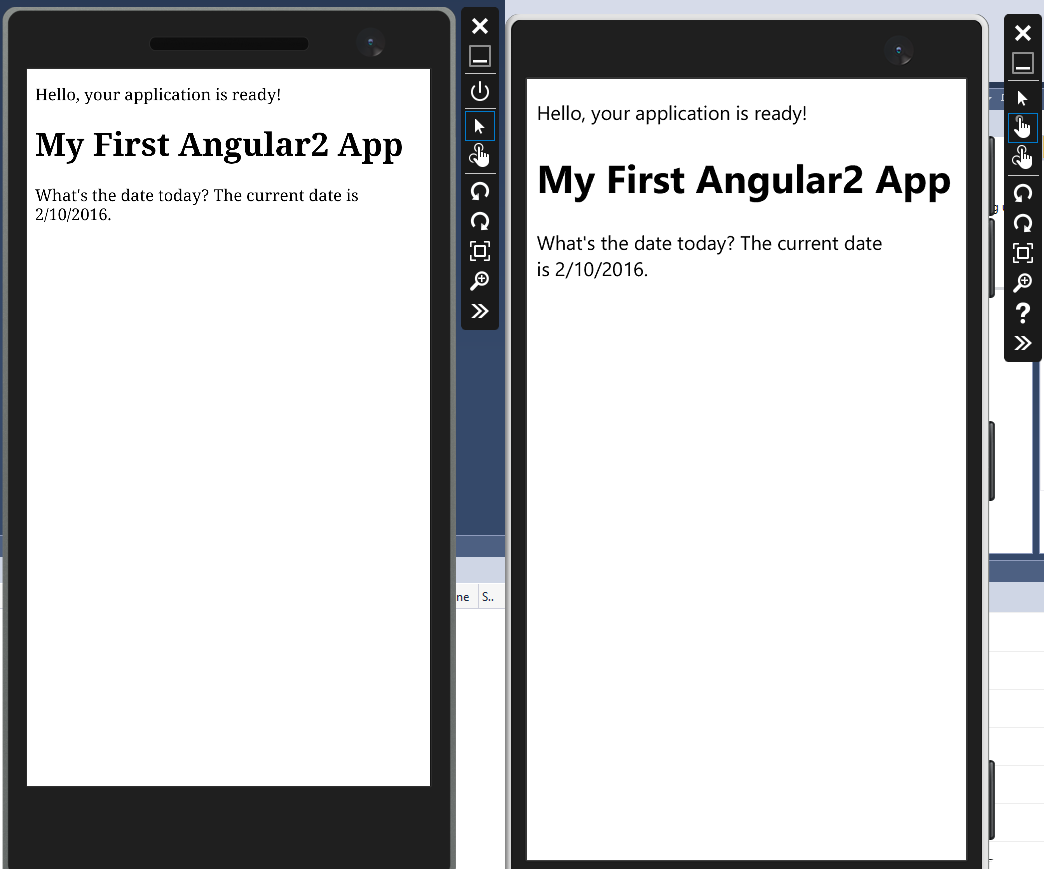 Hello, your application is ready!
My First Angular2 App
What's the date today? The current date is
2/10/2016.
ne S..
Hello, your application is ready!
My First Angular2 App
What's the date today? The current date
is 2/10/2016.
?